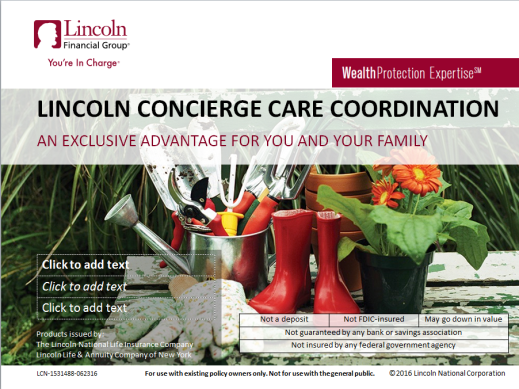 Lincoln
Financial Group®
You're In Charge®
WealthProtection Expertise℠
LINCOLN CONCIERGE CARE COORDINATION
AN EXCLUSIVE ADVANTAGE FOR YOU AND YOUR FAMILY
Click to add text
Click to add text
Click to add text
Not a deposit
Not FDIC-insured
May go down in value
Not guaranteed by any bank or savings association
Not insured by any federal government agency
Products issued by:
The Lincoln National Life Insurance Company
Lincoln Life & Annuity Company of New York
LCN-1531488-062316
For use with existing policy owners only. Not for use with the general public.
©2016 Lincoln National Corporation